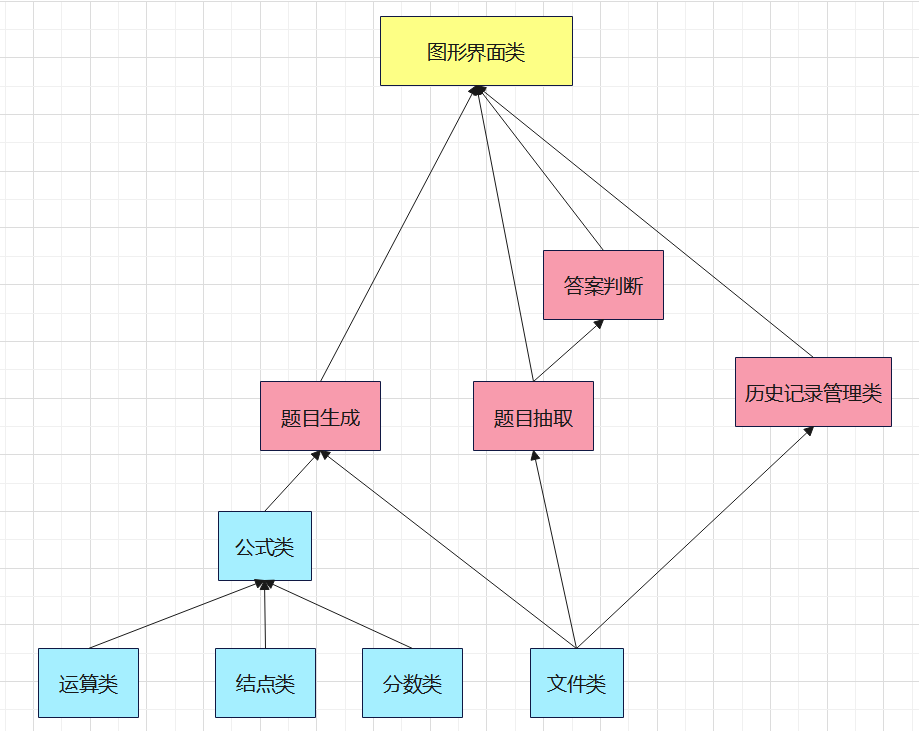 图形界面类
答案判断
历史记录管理类
题目生成
题目抽取
公式类
运算类
结点类
分数类
文件类